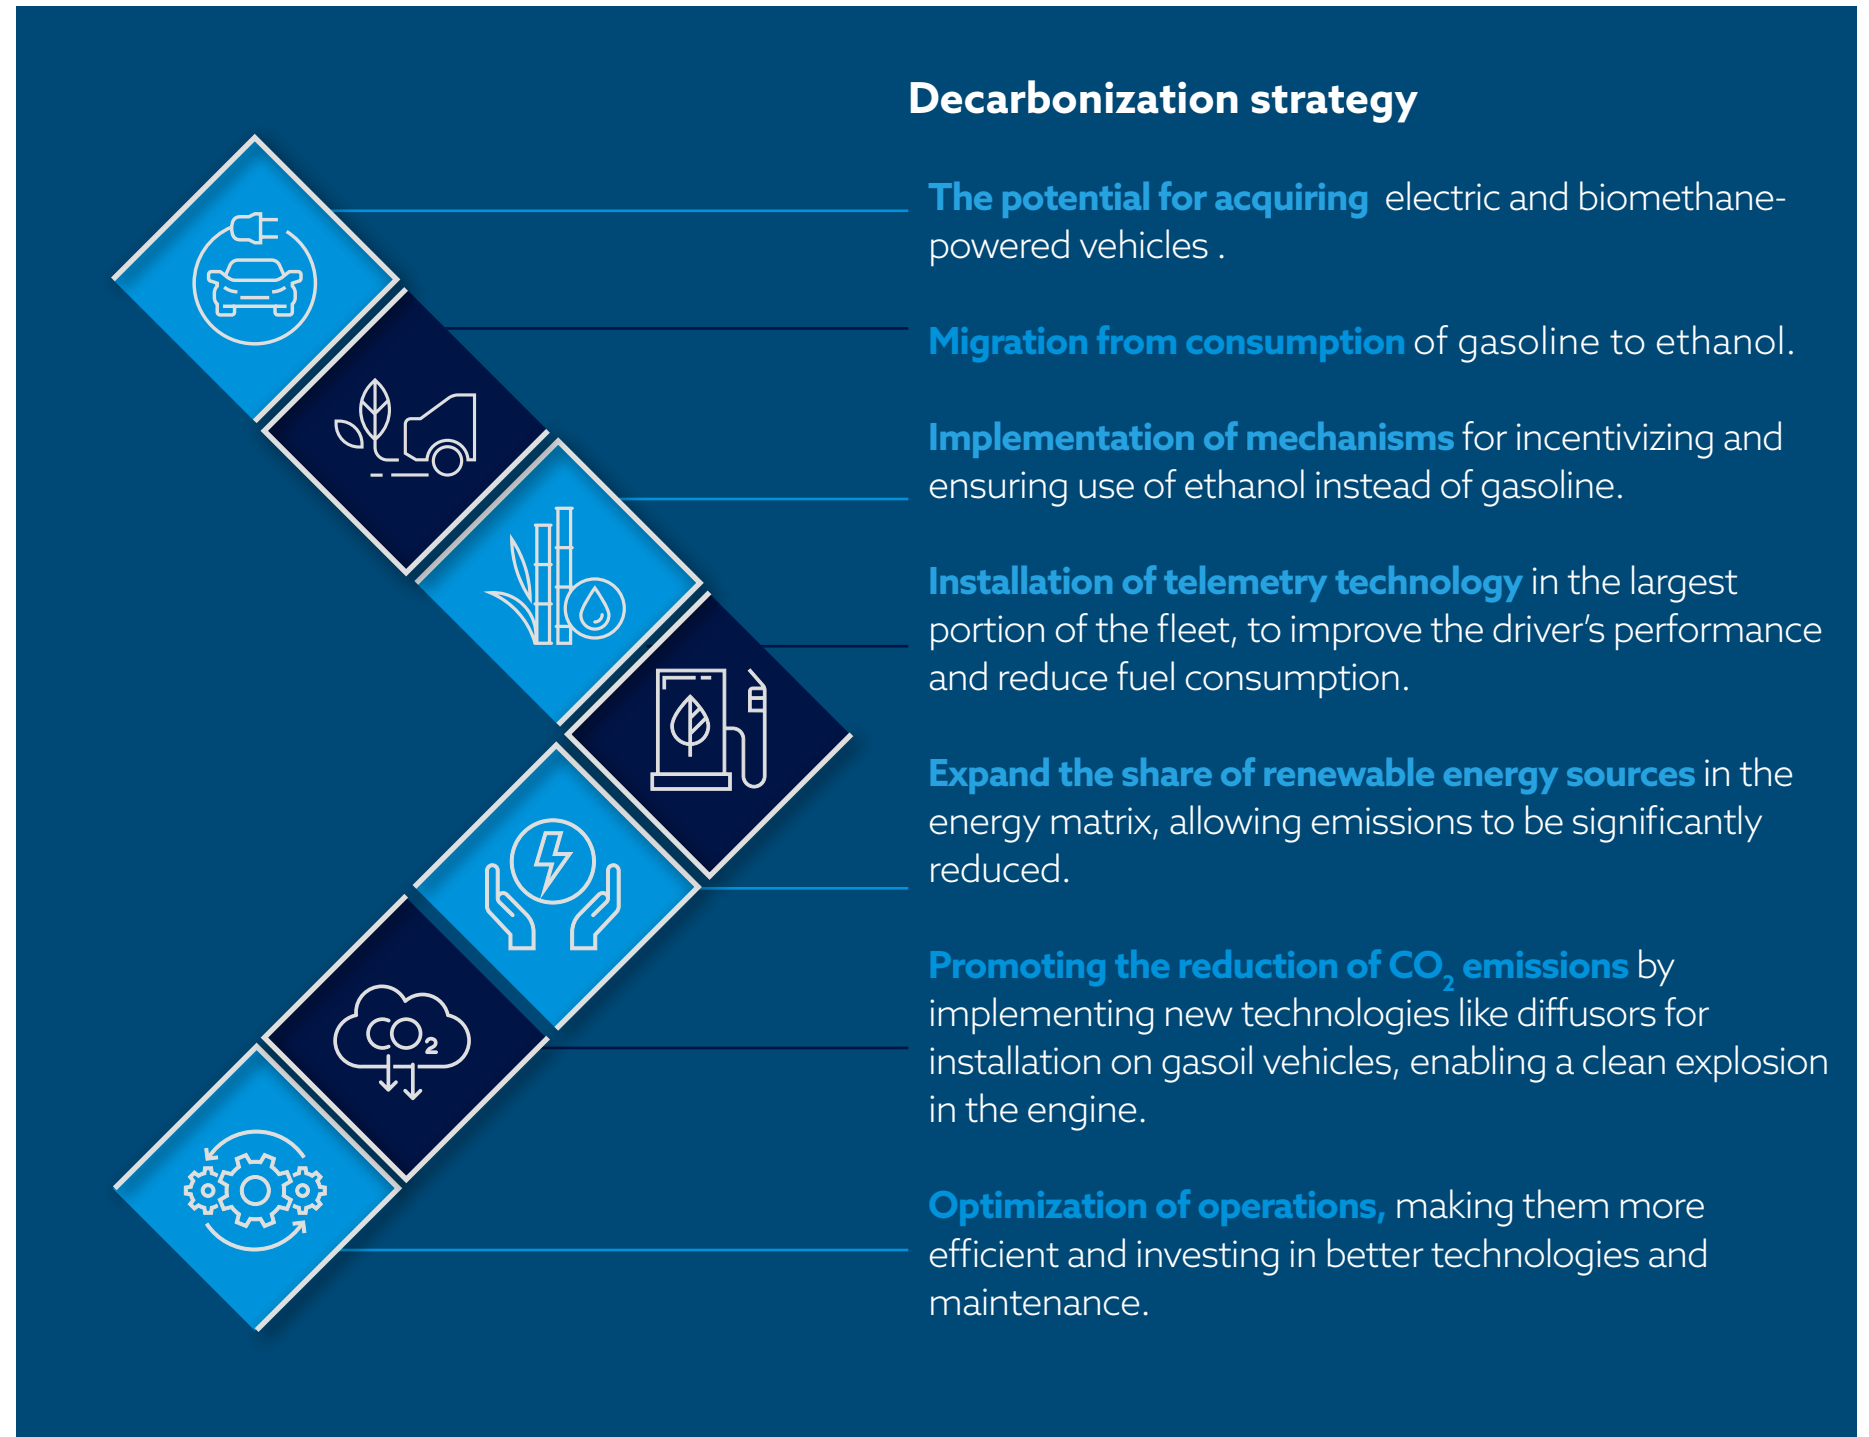 Decarbonization strategy
The potential for acquiring electric and biomethane-
powered vehicles .
Migration from consumption of gasoline to ethanol.
Implementation of mechanisms for incentivizing and
ensuring use of ethanol instead of gasoline.
Installation of telemetry technology in the largest
portion of the fleet, to improve the driver’s performance
and reduce fuel consumption.
Expand the share of renewable energy sources in the
energy matrix, allowing emissions to be significantly
reduced.
Promoting the reduction of CO₂ emissions by
implementing new technologies like diffusors for
installation on gasoil vehicles, enabling a clean explosion
in the engine.
CO₂
Optimization of operations, making them more
efficient and investing in better technologies and
maintenance.